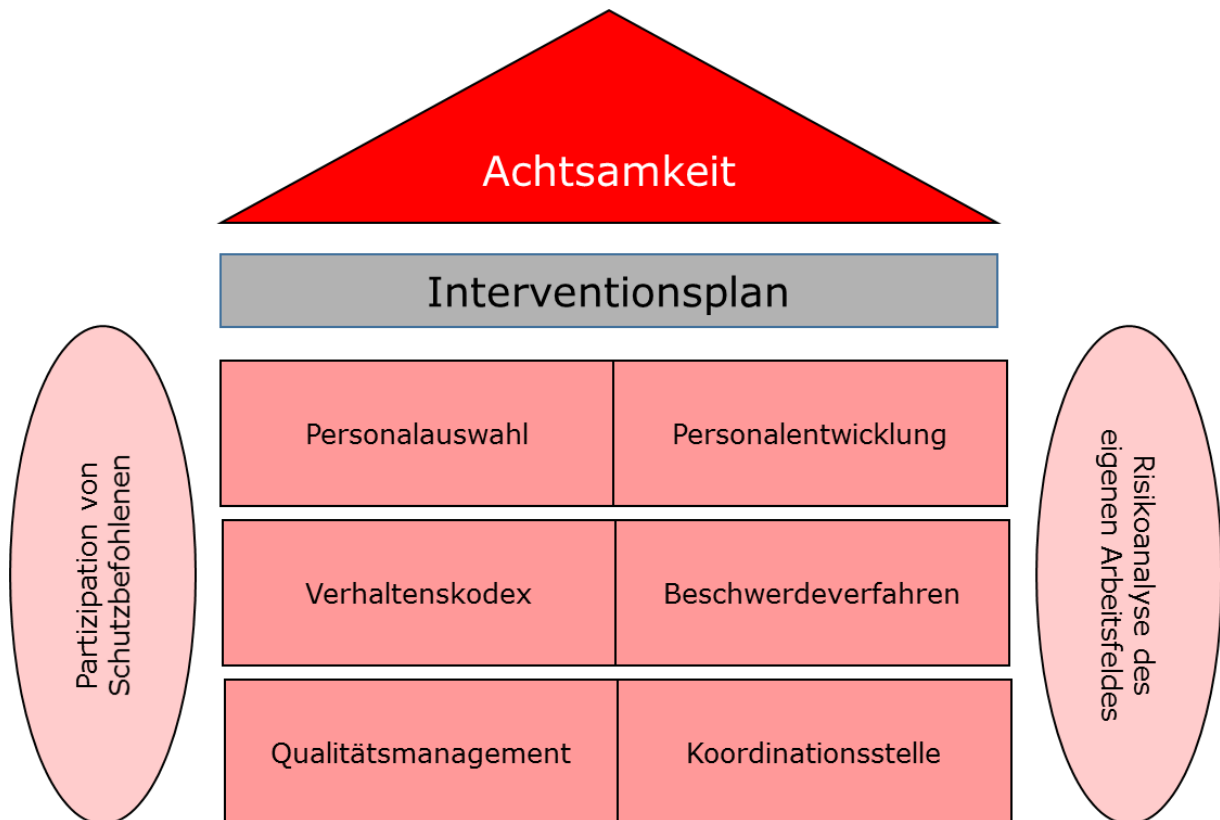 Achtsamkeit
Interventionsplan
Partizipation von
Schutzbefohlenen
Personalauswahl
Personalentwicklung
Verhaltenskodex
Beschwerdeverfahren
Qualitätsmanagement
Koordinationsstelle
Risikoanalyse des
eigenen Arbeitsfeldes